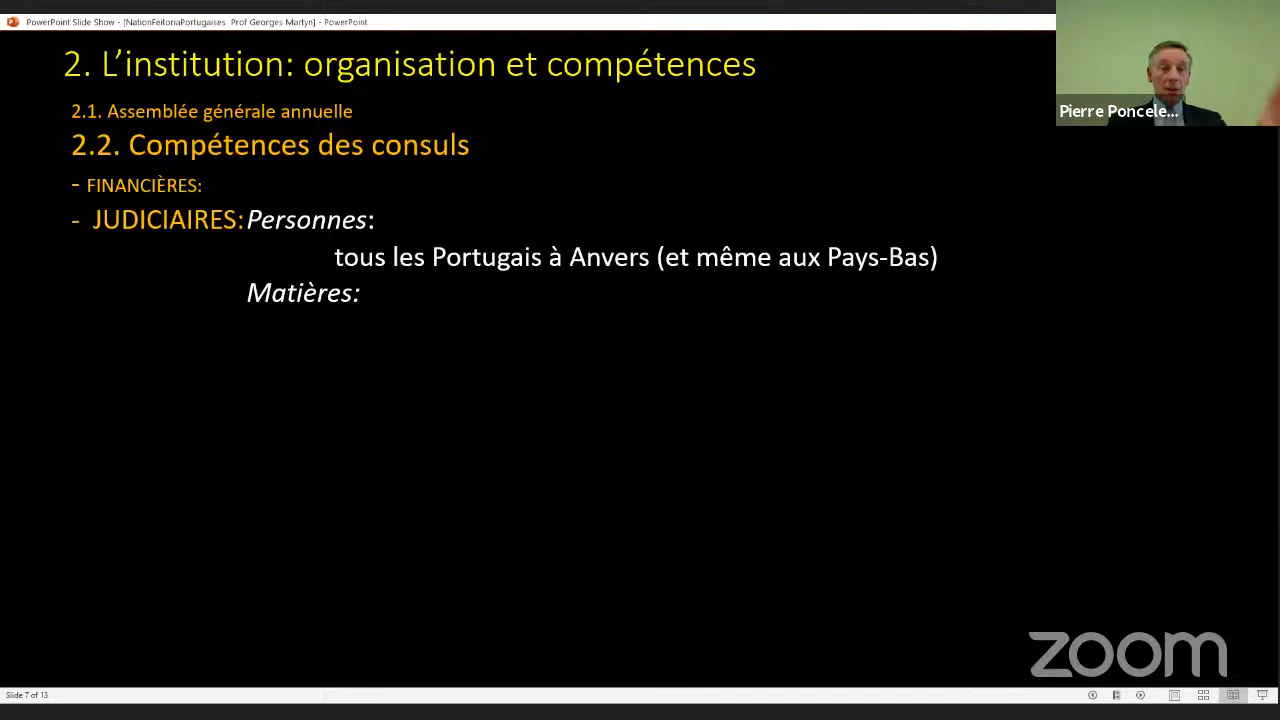 PowerPoint Slide Show - [NationFeitoriaPortugaises Prof Georges Martyn] - PowerPoint
2. L’institution: organisation et compétences
2.1. Assemblée générale annuelle
Pierre Poncele...
2.2. Compétences des consuls
- FINANCIÈRES:
- JUDICIAIRES: Personnes:
tous les Portugais à Anvers (et même aux Pays-Bas)
Matières:
zoom
Slide 7 of 13